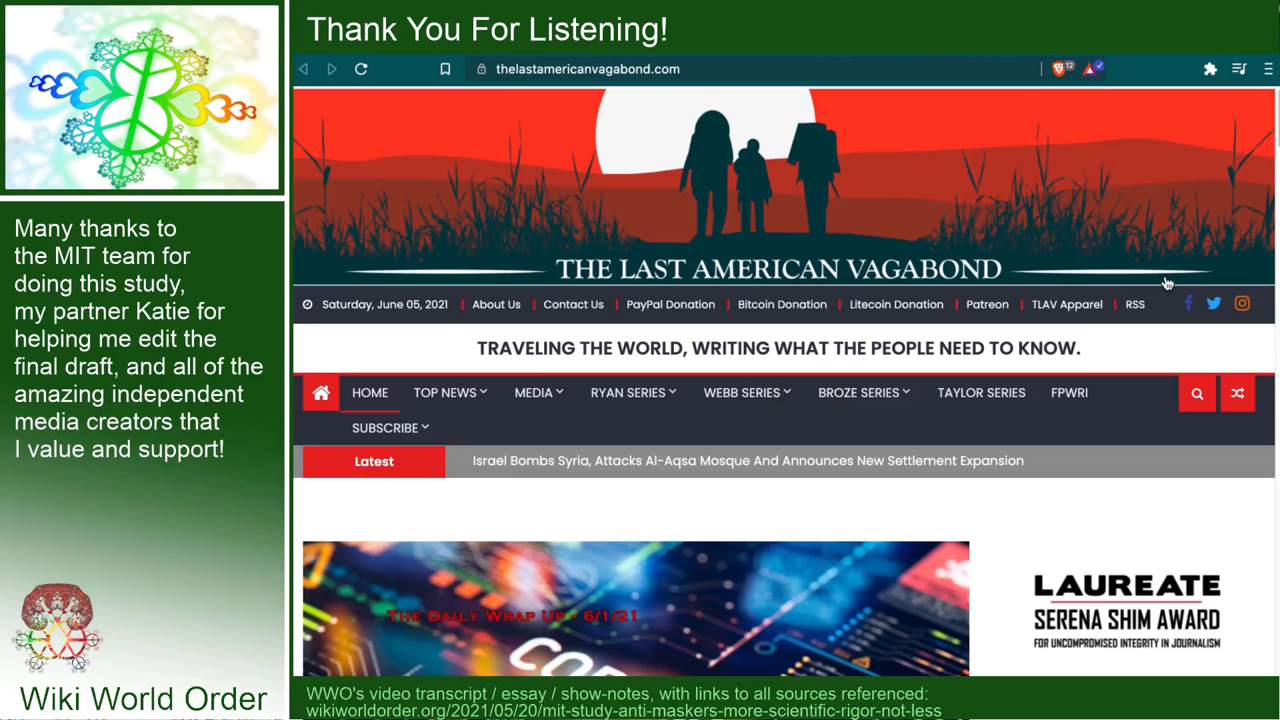 Thank You For Listening!
thelastamericanvagabond.com
12
Many thanks to
the MIT team for
doing this study,
my partner Katie for
helping me edit the
final draft, and all of the
amazing independent
media creators that
I value and support!
Wiki World Order
THE LAST AMERICAN VAGABOND
Saturday, June 05, 2021 | About Us | Contact Us | PayPal Donation | Bitcoin Donation | Litecoin Donation | Patreon | TLAV Apparel | RSS
TRAVELING THE WORLD, WRITING WHAT THE PEOPLE NEED TO KNOW.
HOME TOP NEWS MEDIA RYAN SERIES WEBB SERIES BROZE SERIES TAYLOR SERIES FPWRI
SUBSCRIBE
Latest Israel Bombs Syria, Attacks Al-Aqsa Mosque And Announces New Settlement Expansion
The Daily Wrap Up - 6/1/21
LAUREATE
SERENA SHIM AWARD
FOR UNCOMPROMISED INTEGRITY IN JOURNALISM
WWO's video transcript / essay / show-notes, with links to all sources referenced:
wikiworldorder.org/2021/05/20/mit-study-anti-maskers-more-scientific-rigor-not-less